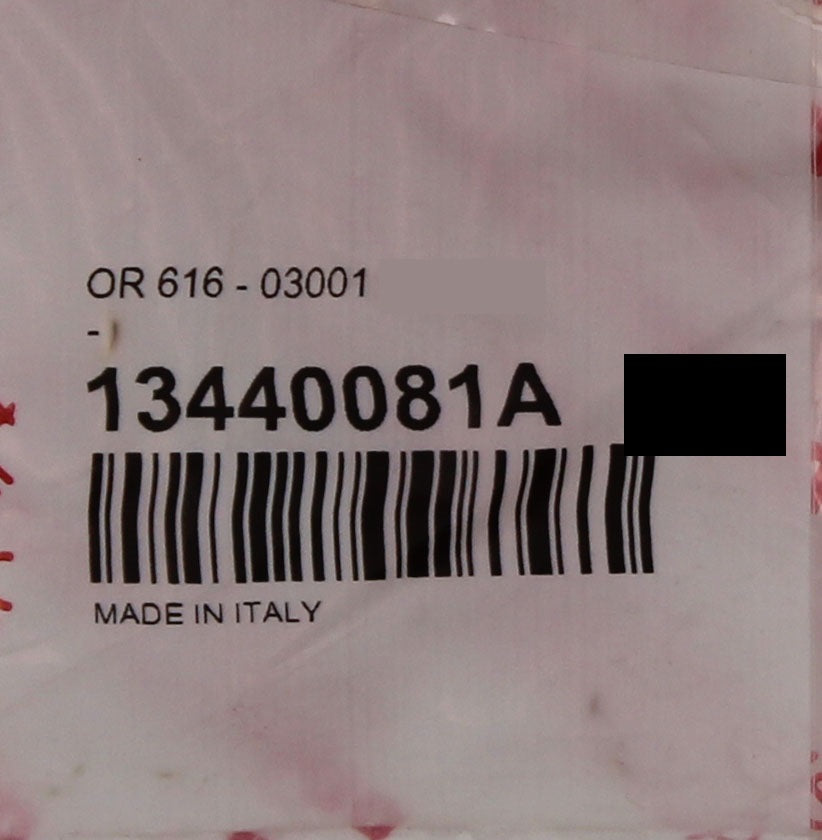 OR 616 - 03001
-
13440081A
MADE IN ITALY